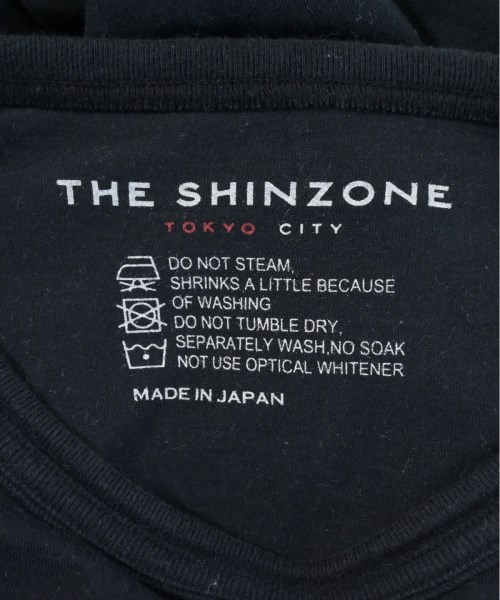 THE SHINZONE
TOKYO CITY
DO NOT STEAM,
SHRINKS A LITTLE BECAUSE
OF WASHING
DO NOT TUMBLE DRY,
SEPARATELY WASH,NO SOAK
NOT USE OPTICAL WHITENER
MADE IN JAPAN